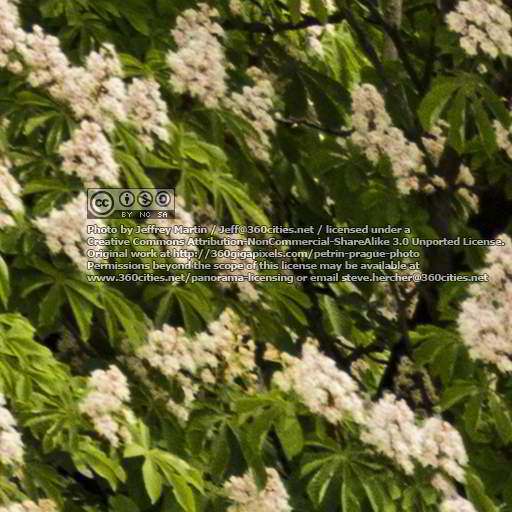 cc
BY NC SA
Photo by Jeffrey Martin / Jeff@360cities.net / licensed under a
Creative Commons Attribution-NonCommercial-ShareAlike 3.0 Unported License.
Original work at http://360gigapixels.com/petrin-prague-photo
Permissions beyond the scope of this license may be available at
www.360cities.net/panorama-licensing or email steve.hercher@360cities.net